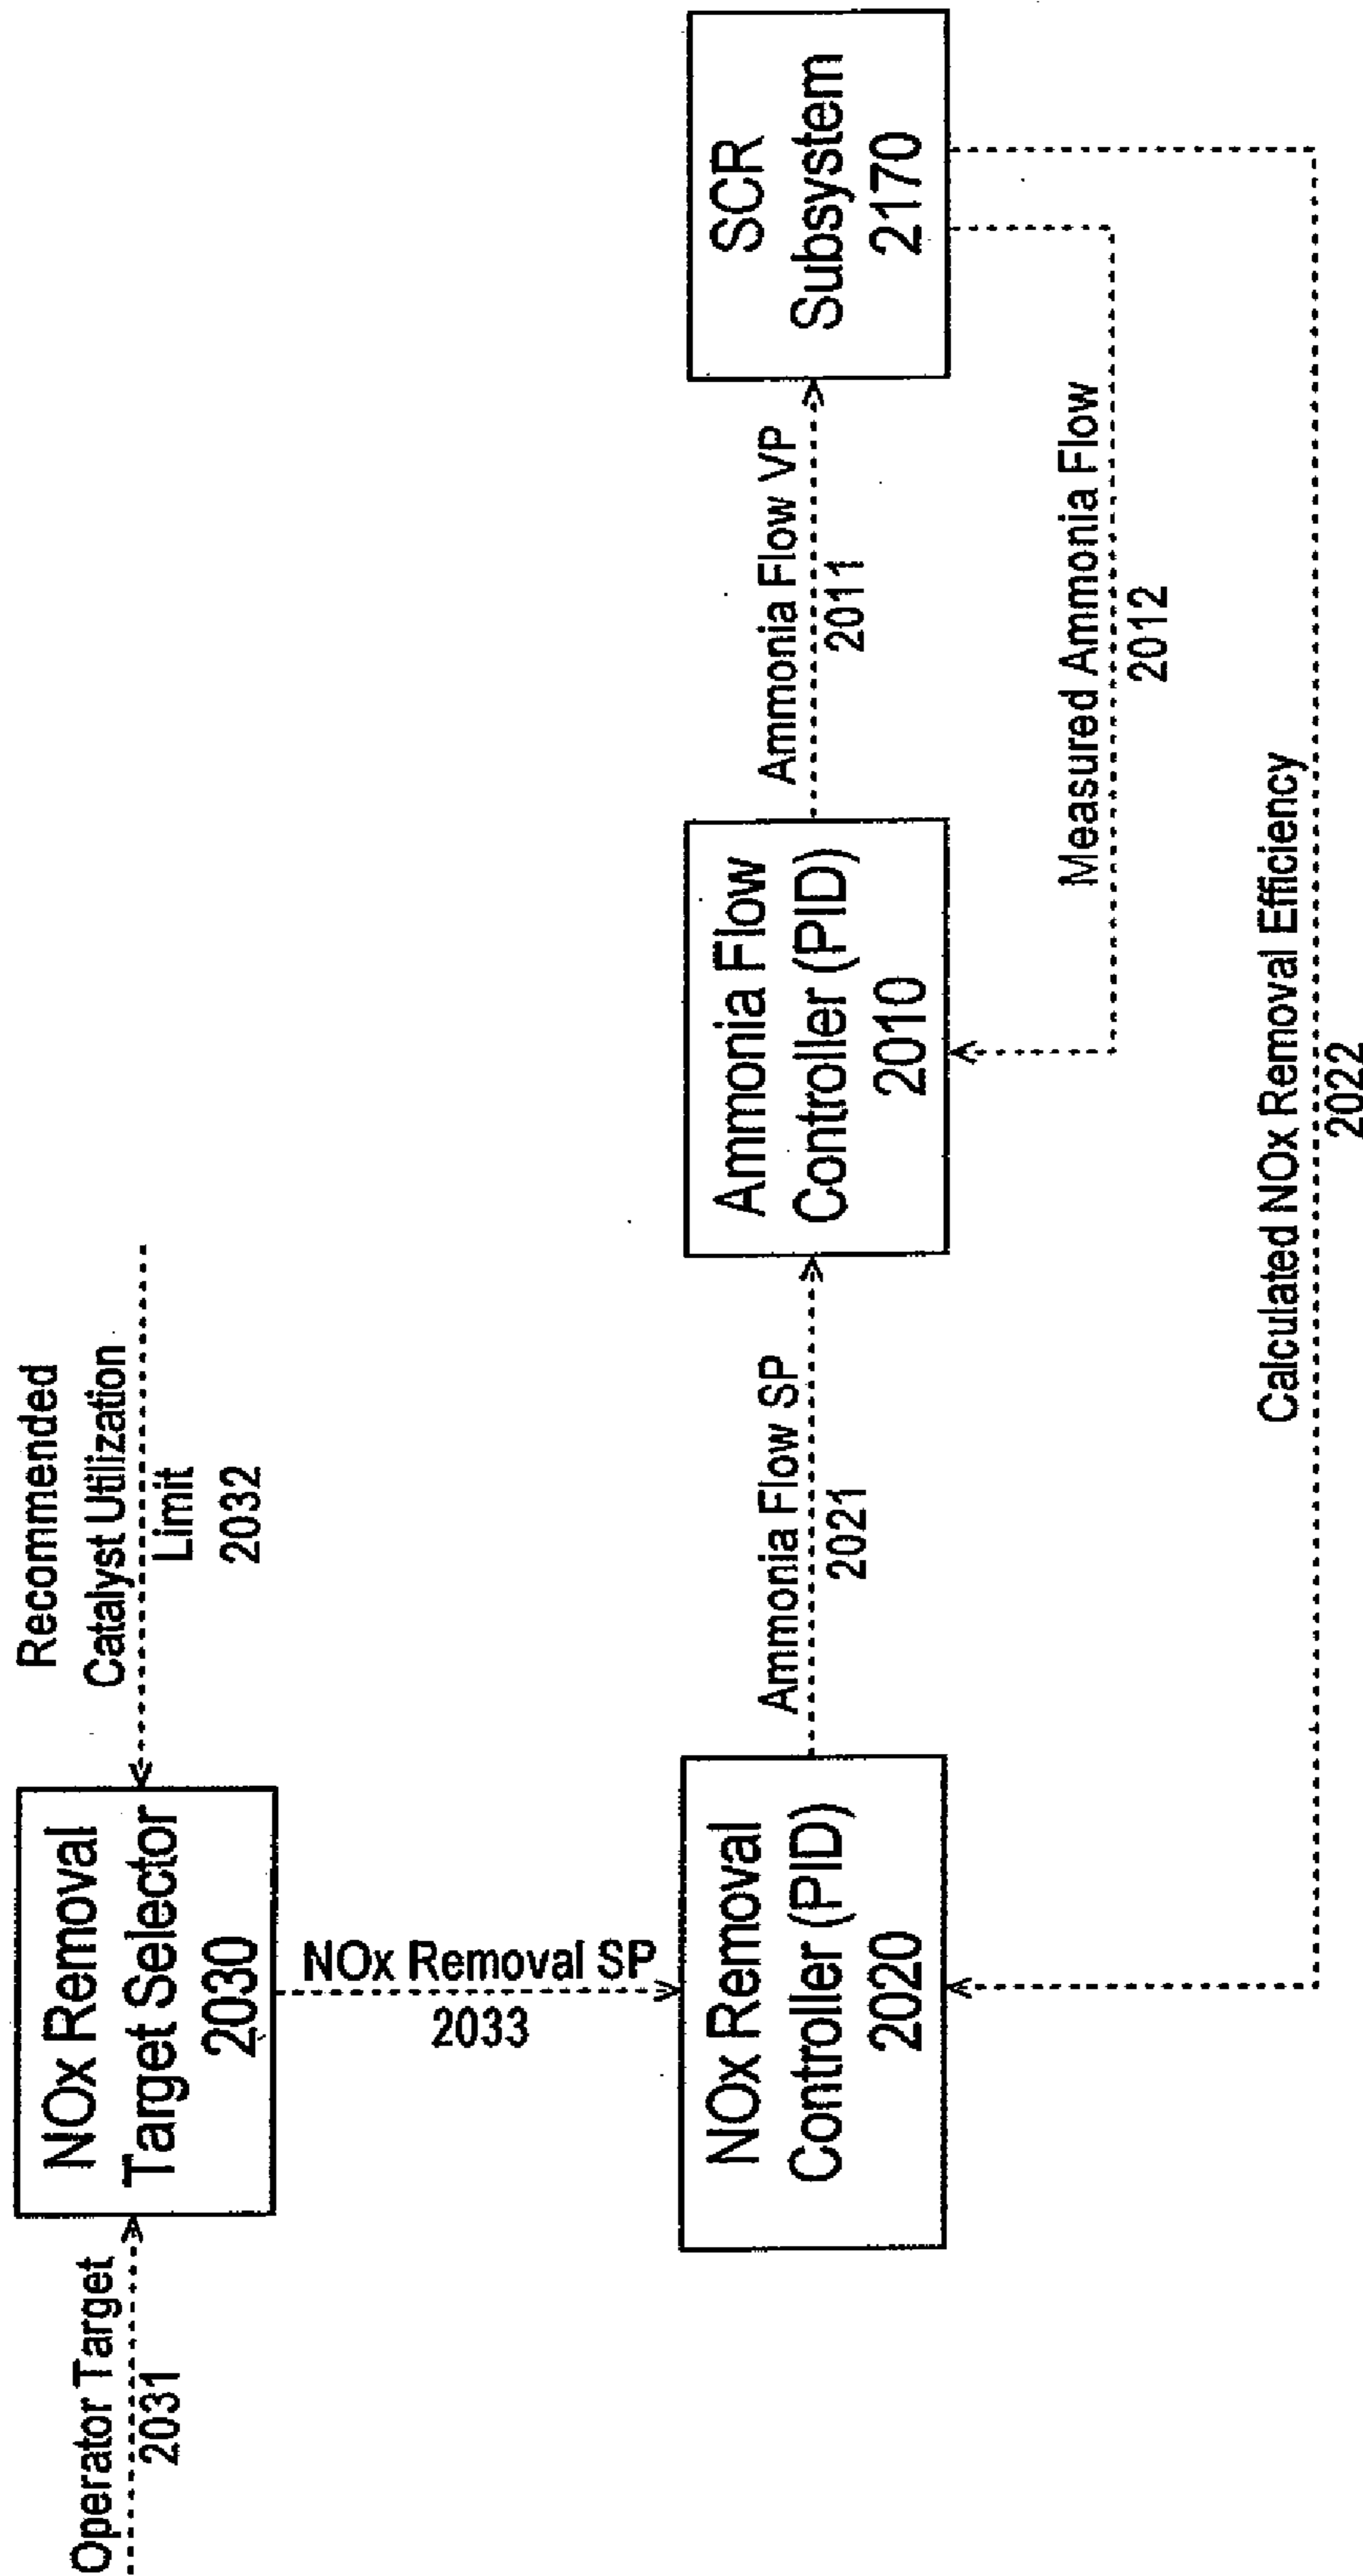 Operator Target
2031
NOx Removal
Target Selector
2030
Recommended
Catalyst Utilization
Limit
2032
NOx Removal SP
2033
NOx Removal
Controller (PID)
2020
Ammonia Flow SP
2021
Ammonia Flow
Controller (PID)
2010
Ammonia Flow VP
2011
SCR
Subsystem
2170
Measured Ammonia Flow
2012
Calculated NOx Removal Efficiency
2022